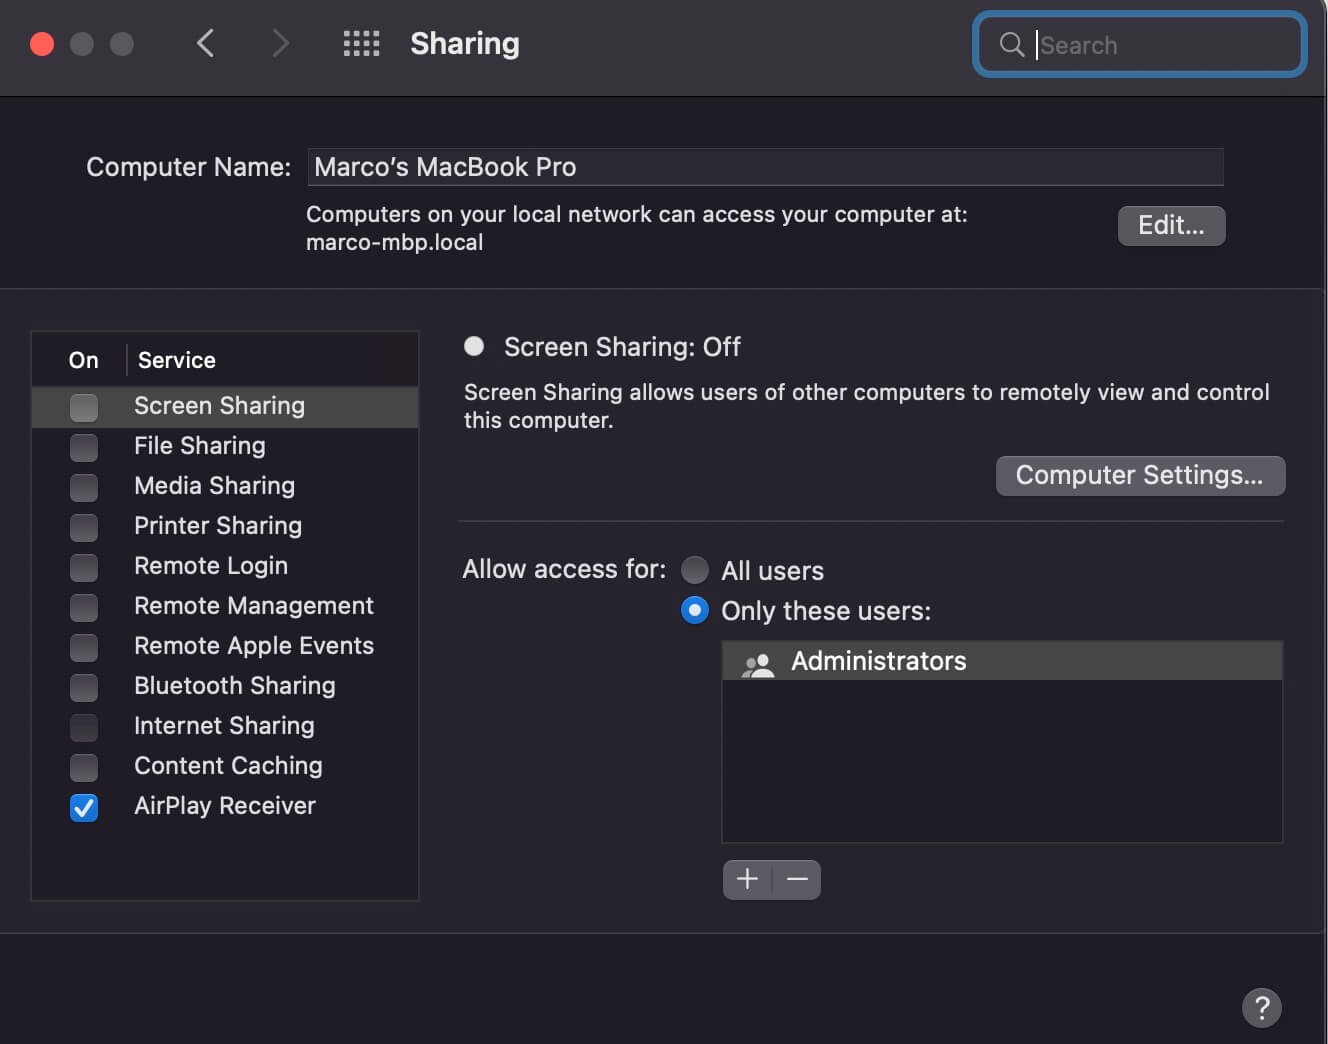 Sharing
Search
Computer Name: Marco’s MacBook Pro
Computers on your local network can access your computer at:
marco-mbp.local
Edit...
On Service
Screen Sharing
File Sharing
Media Sharing
Printer Sharing
Remote Login
Remote Management
Remote Apple Events
Bluetooth Sharing
Internet Sharing
Content Caching
AirPlay Receiver
Screen Sharing: Off
Screen Sharing allows users of other computers to remotely view and control
this computer.
Computer Settings...
Allow access for: All users
Only these users:
Administrators
?